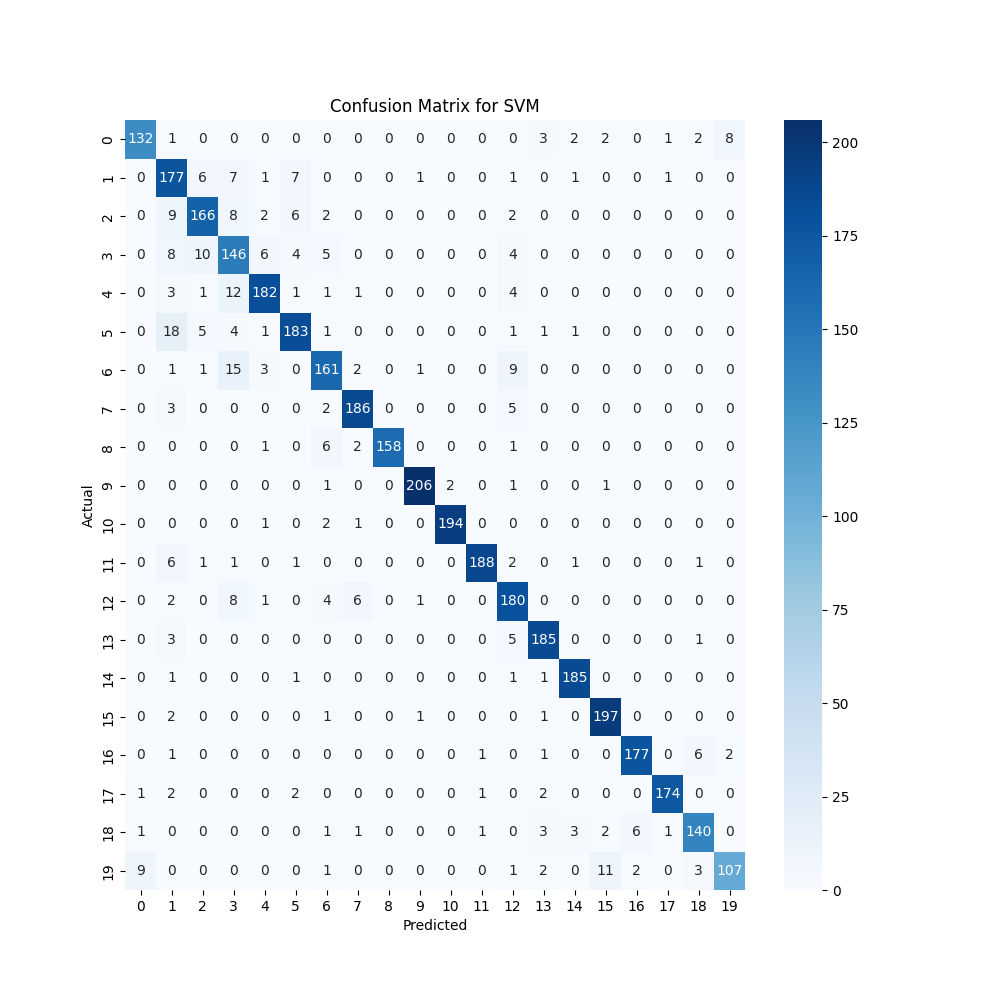 Confusion Matrix for SVM
0 132 1 0 0 0 0 0 0 0 0 0 0 0 3 2 2 0 1 2 8
1 0 177 6 7 1 7 0 0 0 1 0 0 1 0 1 0 0 1 0 0
2 0 9 166 8 2 6 2 0 0 0 0 0 2 0 0 0 0 0 0 0
3 0 8 10 146 6 4 5 0 0 0 0 0 4 0 0 0 0 0 0 0
4 0 3 1 12 182 1 1 1 0 0 0 0 4 0 0 0 0 0 0 0
5 0 18 5 4 1 183 1 0 0 0 0 0 1 1 1 0 0 0 0 0
6 0 1 1 15 3 0 161 2 0 1 0 0 9 0 0 0 0 0 0 0
7 0 3 0 0 0 0 2 186 0 0 0 0 5 0 0 0 0 0 0 0
8 0 0 0 0 1 0 6 2 158 0 0 0 1 0 0 0 0 0 0 0
9 0 0 0 0 0 0 1 0 0 206 2 0 1 0 0 1 0 0 0 0
10 0 0 0 0 1 0 2 1 0 0 194 0 0 0 0 0 0 0 0 0
11 0 6 1 1 0 1 0 0 0 0 0 188 2 0 1 0 0 0 1 0
12 0 2 0 8 1 0 4 6 0 1 0 0 180 0 0 0 0 0 0 0
13 0 3 0 0 0 0 0 0 0 0 0 0 5 185 0 0 0 0 1 0
14 0 1 0 0 0 1 0 0 0 0 0 0 1 1 185 0 0 0 0 0
15 0 2 0 0 0 0 1 0 0 1 0 0 0 1 0 197 0 0 0 0
16 0 1 0 0 0 0 0 0 0 0 0 1 0 1 0 0 177 0 6 2
17 1 2 0 0 0 2 0 0 0 0 0 1 0 2 0 0 0 174 0 0
18 1 0 0 0 0 0 1 1 0 0 0 1 0 3 3 2 6 1 140 0
19 9 0 0 0 0 0 1 0 0 0 0 0 1 2 0 11 2 0 3 107
0 1 2 3 4 5 6 7 8 9 10 11 12 13 14 15 16 17 18 19
Predicted
Actual
200
175
150
125
100
75
50
25
0